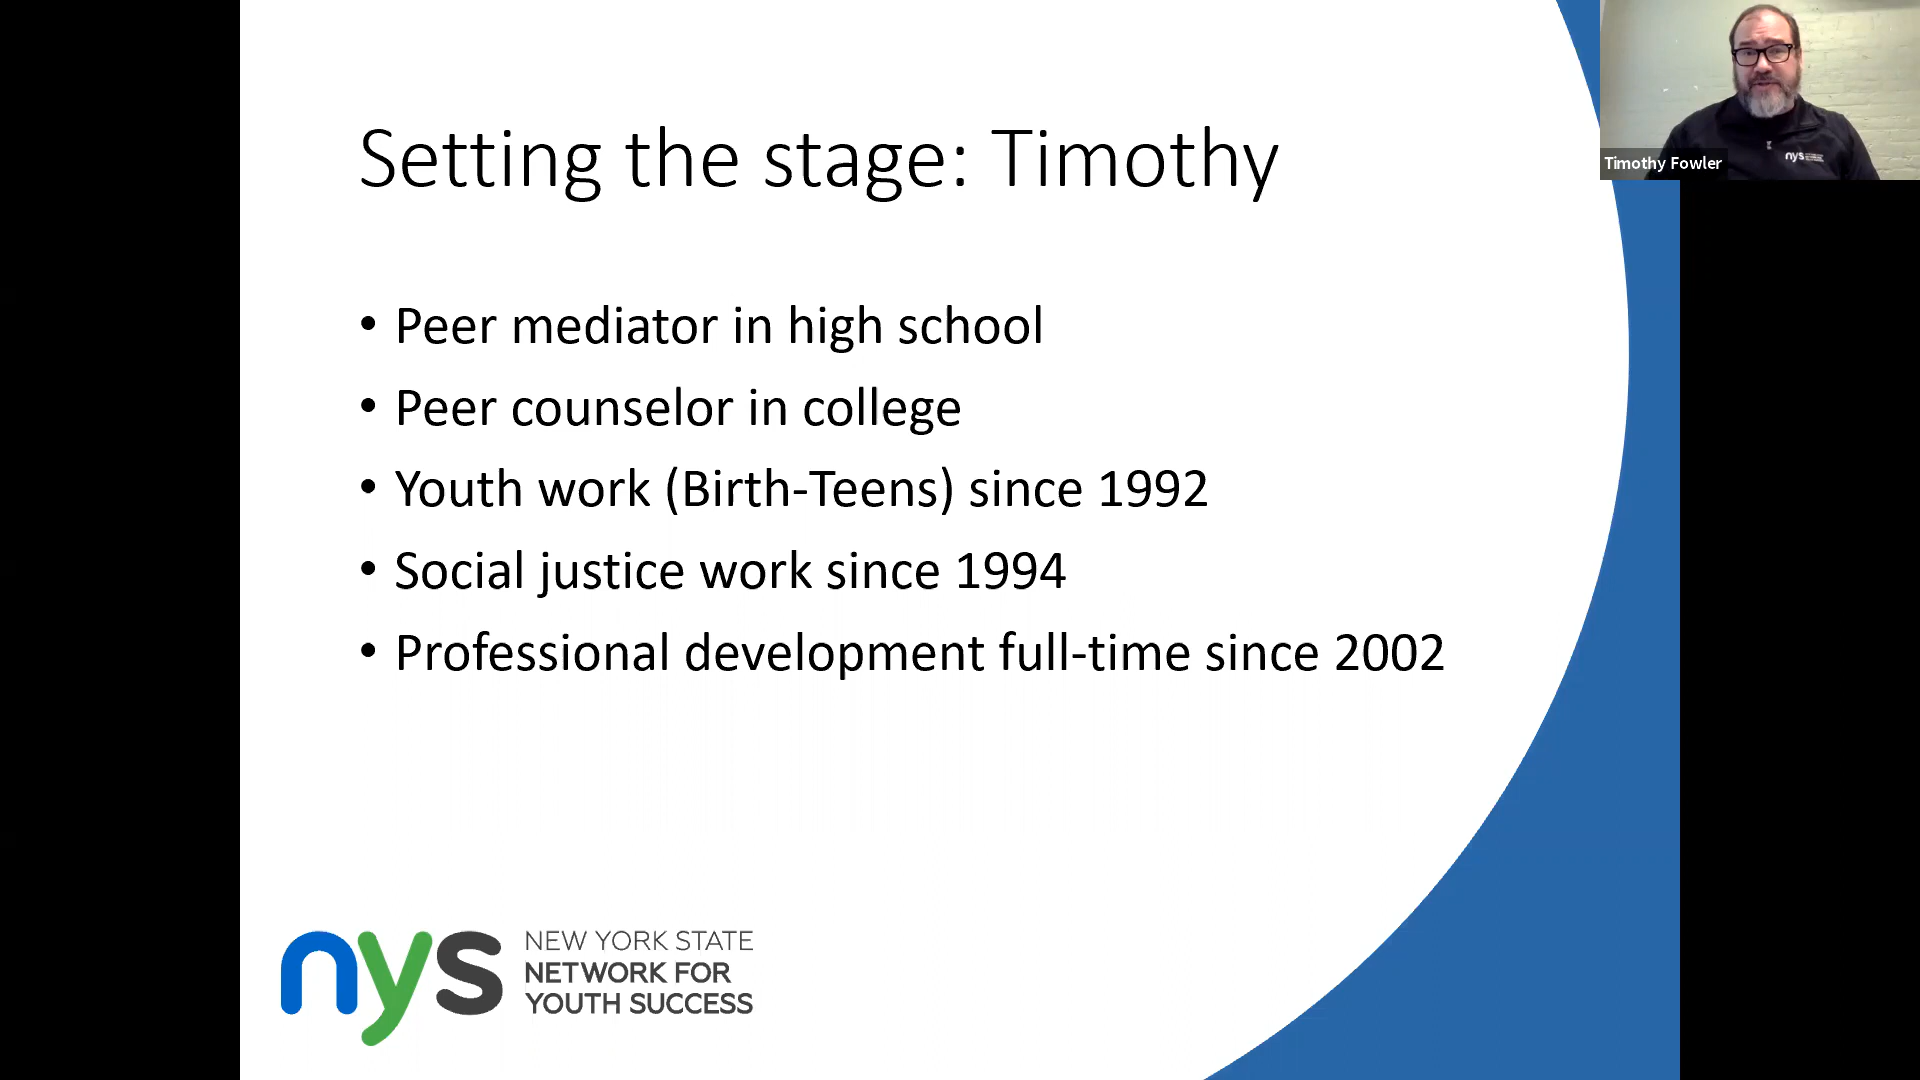 Setting the stage: Timothy
• Peer mediator in high school
• Peer counselor in college
• Youth work (Birth-Teens) since 1992
• Social justice work since 1994
• Professional development full-time since 2002
nys
NEW YORK STATE
NETWORK FOR
YOUTH SUCCESS
Timothy Fowler
nys